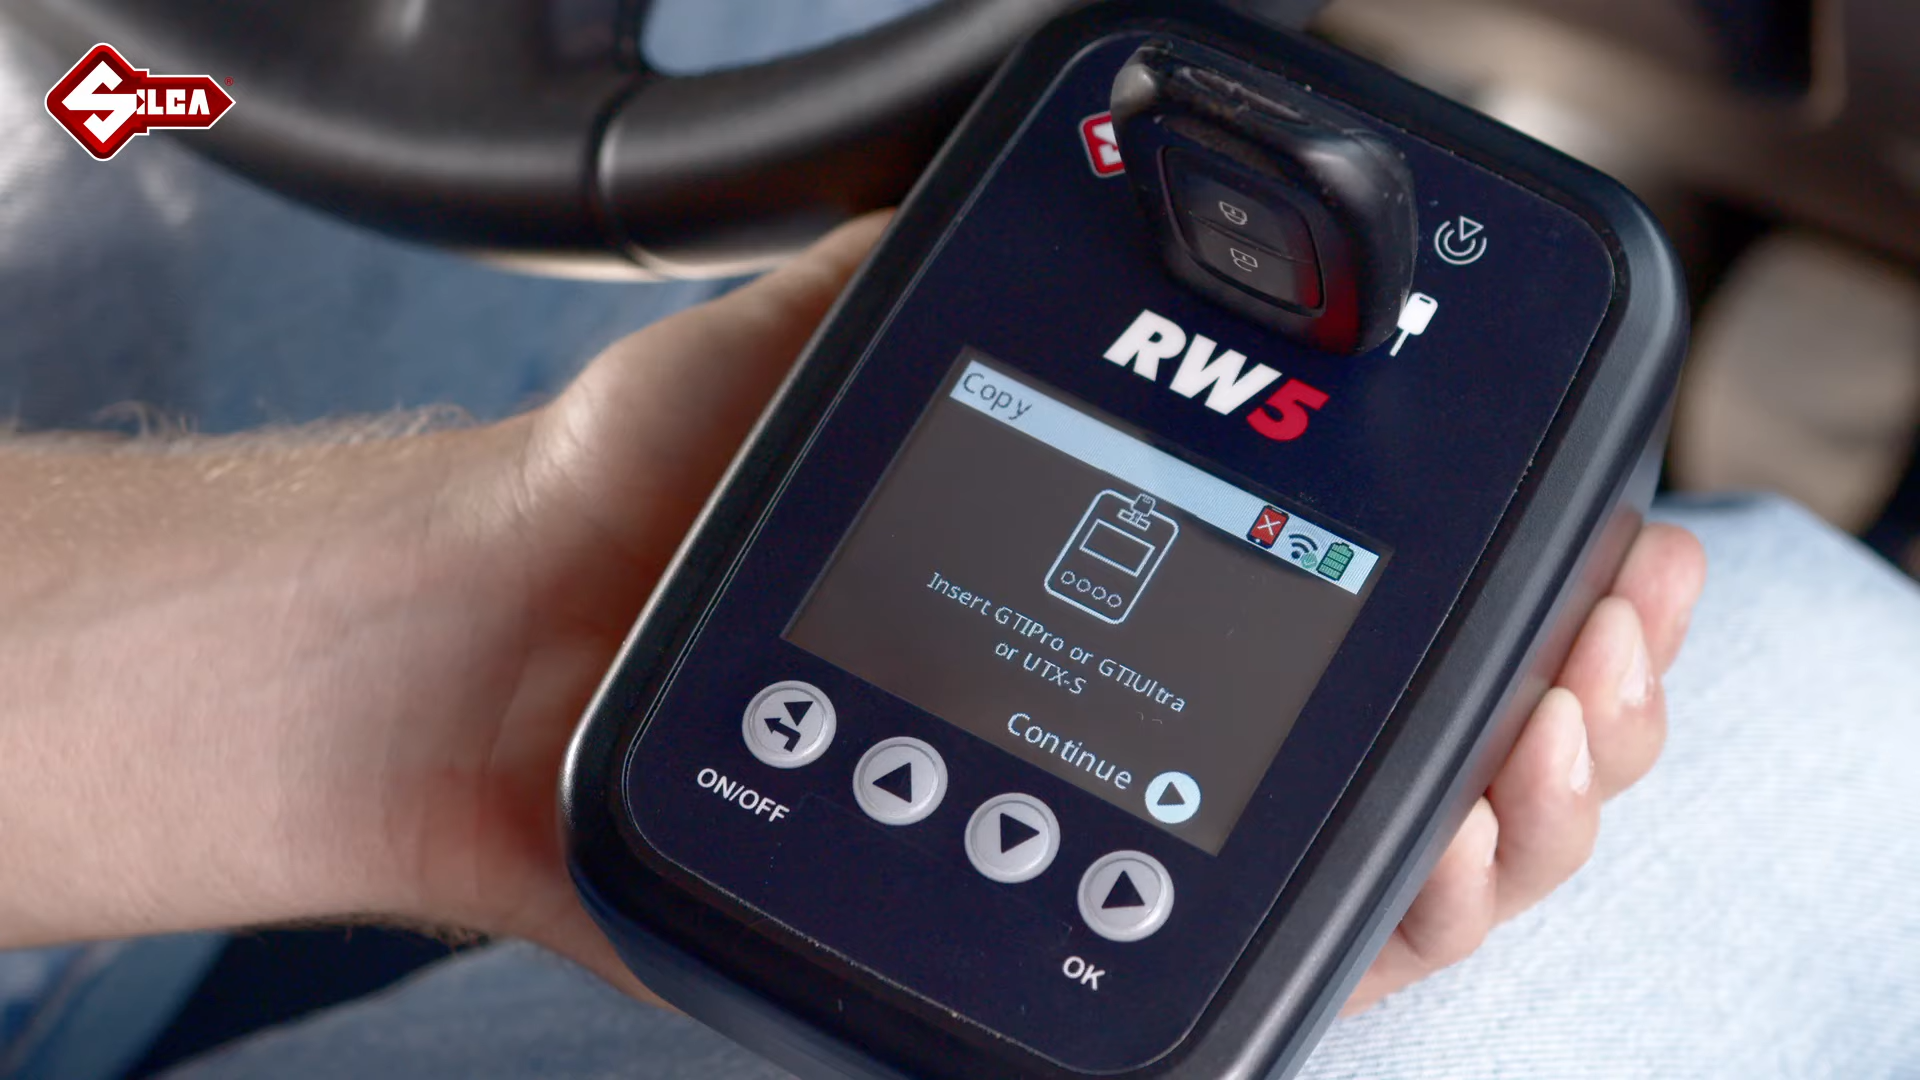 SILCA
RW5
Copy
Insert GTIPro or GTIUltra
or UTX-S
Continue
ON/OFF
OK